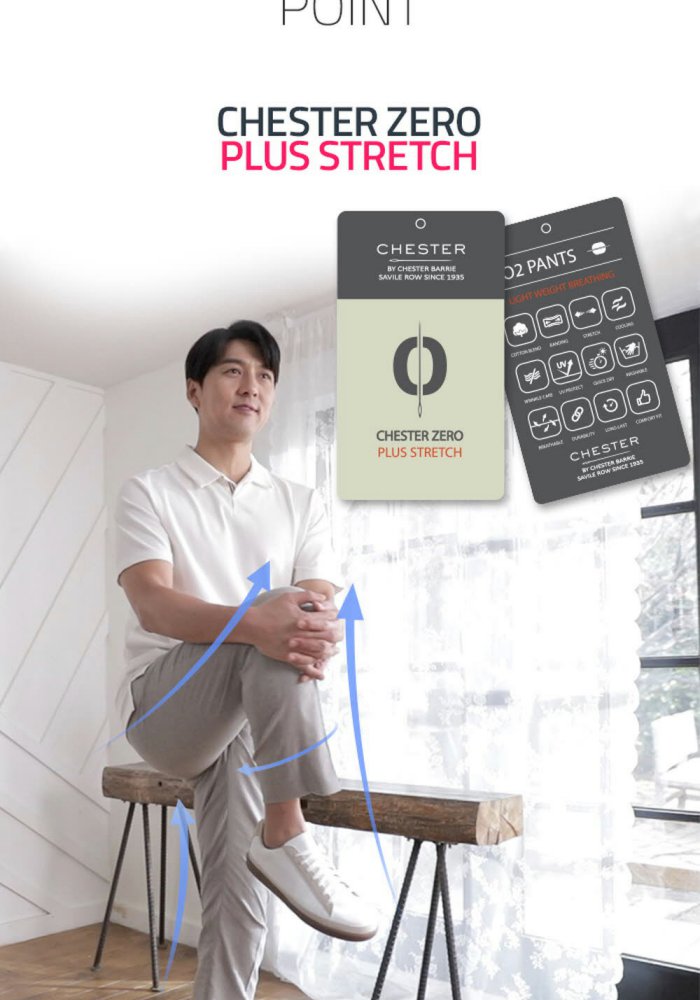 POINT
CHESTER ZERO
PLUS STRETCH
CHESTER
BY CHESTER BARRIE
SAVILE ROW SINCE 1935
0
CHESTER ZERO
PLUS STRETCH
O2 PANTS
LIGHT WEIGHT BREATHING
COTTON BLEND
BANDING
STRETCH
COOLING
WRINKLE CARE
UV
UV PROTECT
QUICK DRY
WASHABLE
BREATHABLE
DURABILITY
LONG LAST
COMFORT FIT
CHESTER
BY CHESTER BARRIE
SAVILE ROW SINCE 1935